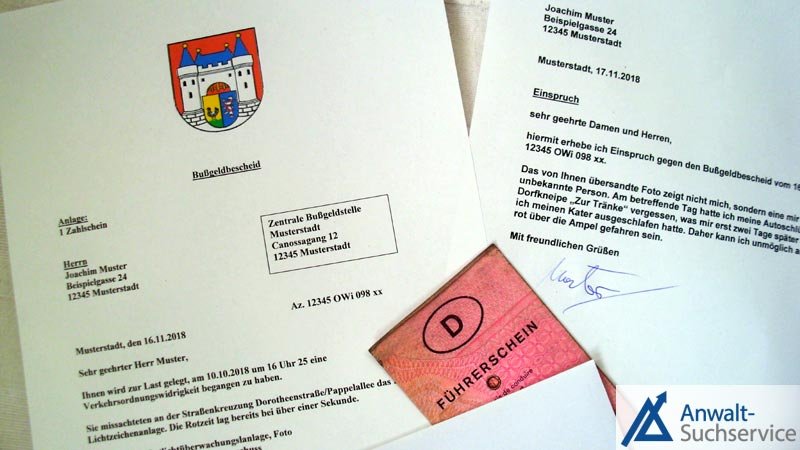 Bußgeldbescheid
Anlage:
1 Zahlschein
Zentrale Bußgeldstelle
Musterstadt
Canossagang 12
12345 Musterstadt
Herrn
Joachim Muster
Beispielgasse 24
12345 Musterstadt
Az. 12345 OWi 098 xx
Musterstadt, den 16.11.2018
Sehr geehrter Herr Muster,
Ihnen wird zur Last gelegt, am 10.10.2018 um 16 Uhr 25 eine
Verkehrsordnungswidrigkeit begangen zu haben.
Sie missachteten an der Straßenkreuzung Dorotheenstraße/Pappelallee das
Lichtzeichenanlage. Die Rotzeit lag bereits bei über einer Sekunde.
Foto
Joachim Muster
Beispielgasse 24
12345 Musterstadt
Musterstadt, 17.11.2018
Einspruch
sehr geehrte Damen und Herren,
hiermit erhebe ich Einspruch gegen den Bußgeldbescheid vom 16
12345 OWi 098 xx.
Das von Ihnen übersandte Foto zeigt nicht mich, sondern eine mir
unbekannte Person. Am betreffende Tag hatte ich meine Autoschlü
Dorfkneipe „Zur Tränke" vergessen, was mir erst zwei Tage später
ich meinen Kater ausgeschlafen hatte. Daher kann ich unmöglich a
rot über die Ampel gefahren sein.
Mit freundlichen Grüßen
D
FÜHRERSCHEIN
de conduire
Anwalt-
Suchservice